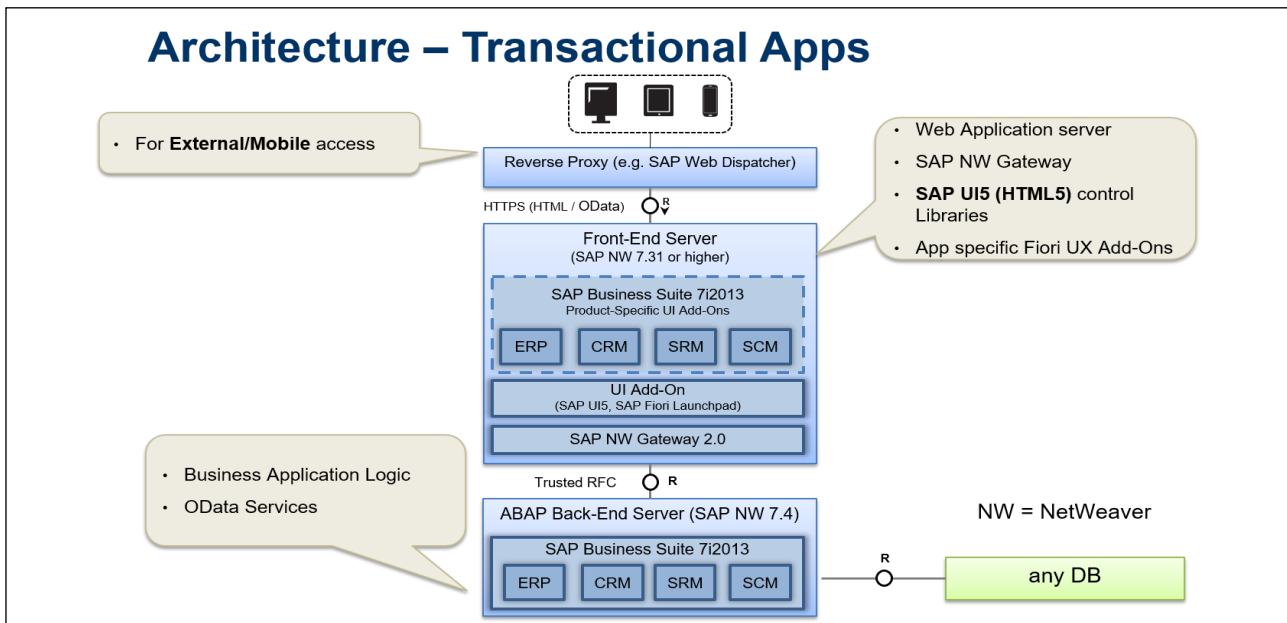 Architecture – Transactional Apps
• For External/Mobile access
Reverse Proxy (e.g. SAP Web Dispatcher)
• Web Application server
• SAP NW Gateway
• SAP UI5 (HTML5) control
Libraries
• App specific Fiori UX Add-Ons
HTTPS (HTML / OData)
R
Front-End Server
(SAP NW 7.31 or higher)
SAP Business Suite 7i2013
Product-Specific UI Add-Ons
ERP
CRM
SRM
SCM
UI Add-On
(SAP UI5, SAP Fiori Launchpad)
SAP NW Gateway 2.0
• Business Application Logic
• OData Services
Trusted RFC
R
ABAP Back-End Server (SAP NW 7.4)
SAP Business Suite 7i2013
ERP
CRM
SRM
SCM
NW = NetWeaver
R
any DB